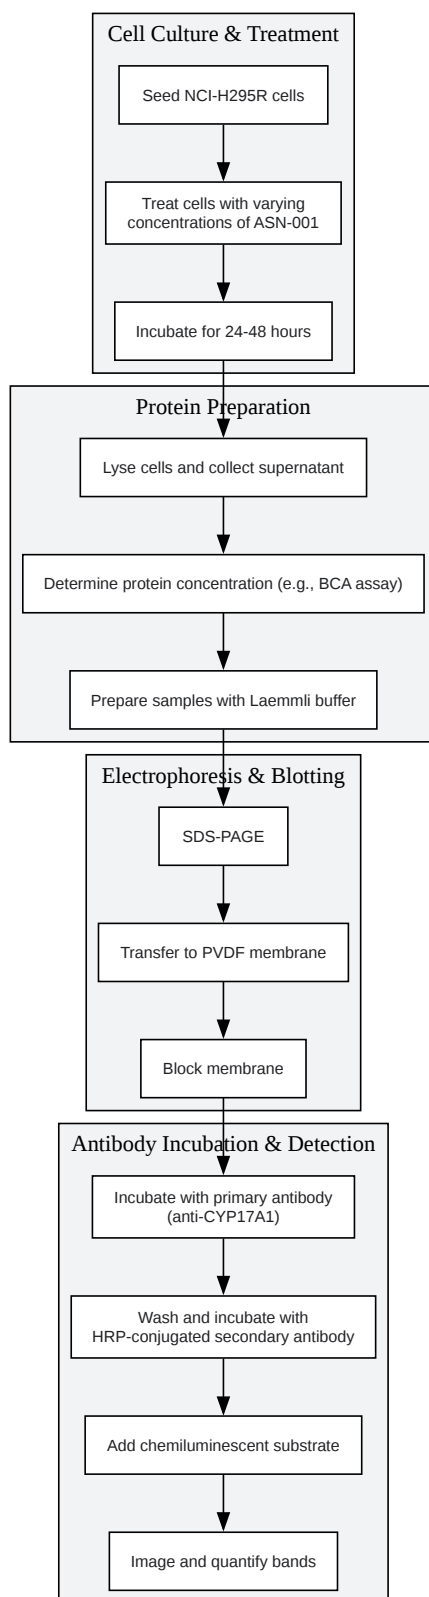 Cell Culture & Treatment
Seed NCI-H295R cells
Treat cells with varying
concentrations of ASN-001
Incubate for 24-48 hours
Protein Preparation
Lyse cells and collect supernatant
Determine protein concentration (e.g., BCA assay)
Prepare samples with Laemmli buffer
Electrophoresis & Blotting
SDS-PAGE
Transfer to PVDF membrane
Block membrane
Antibody Incubation & Detection
Incubate with primary antibody
(anti-CYP17A1)
Wash and incubate with
HRP-conjugated secondary antibody
Add chemiluminescent substrate
Image and quantify bands